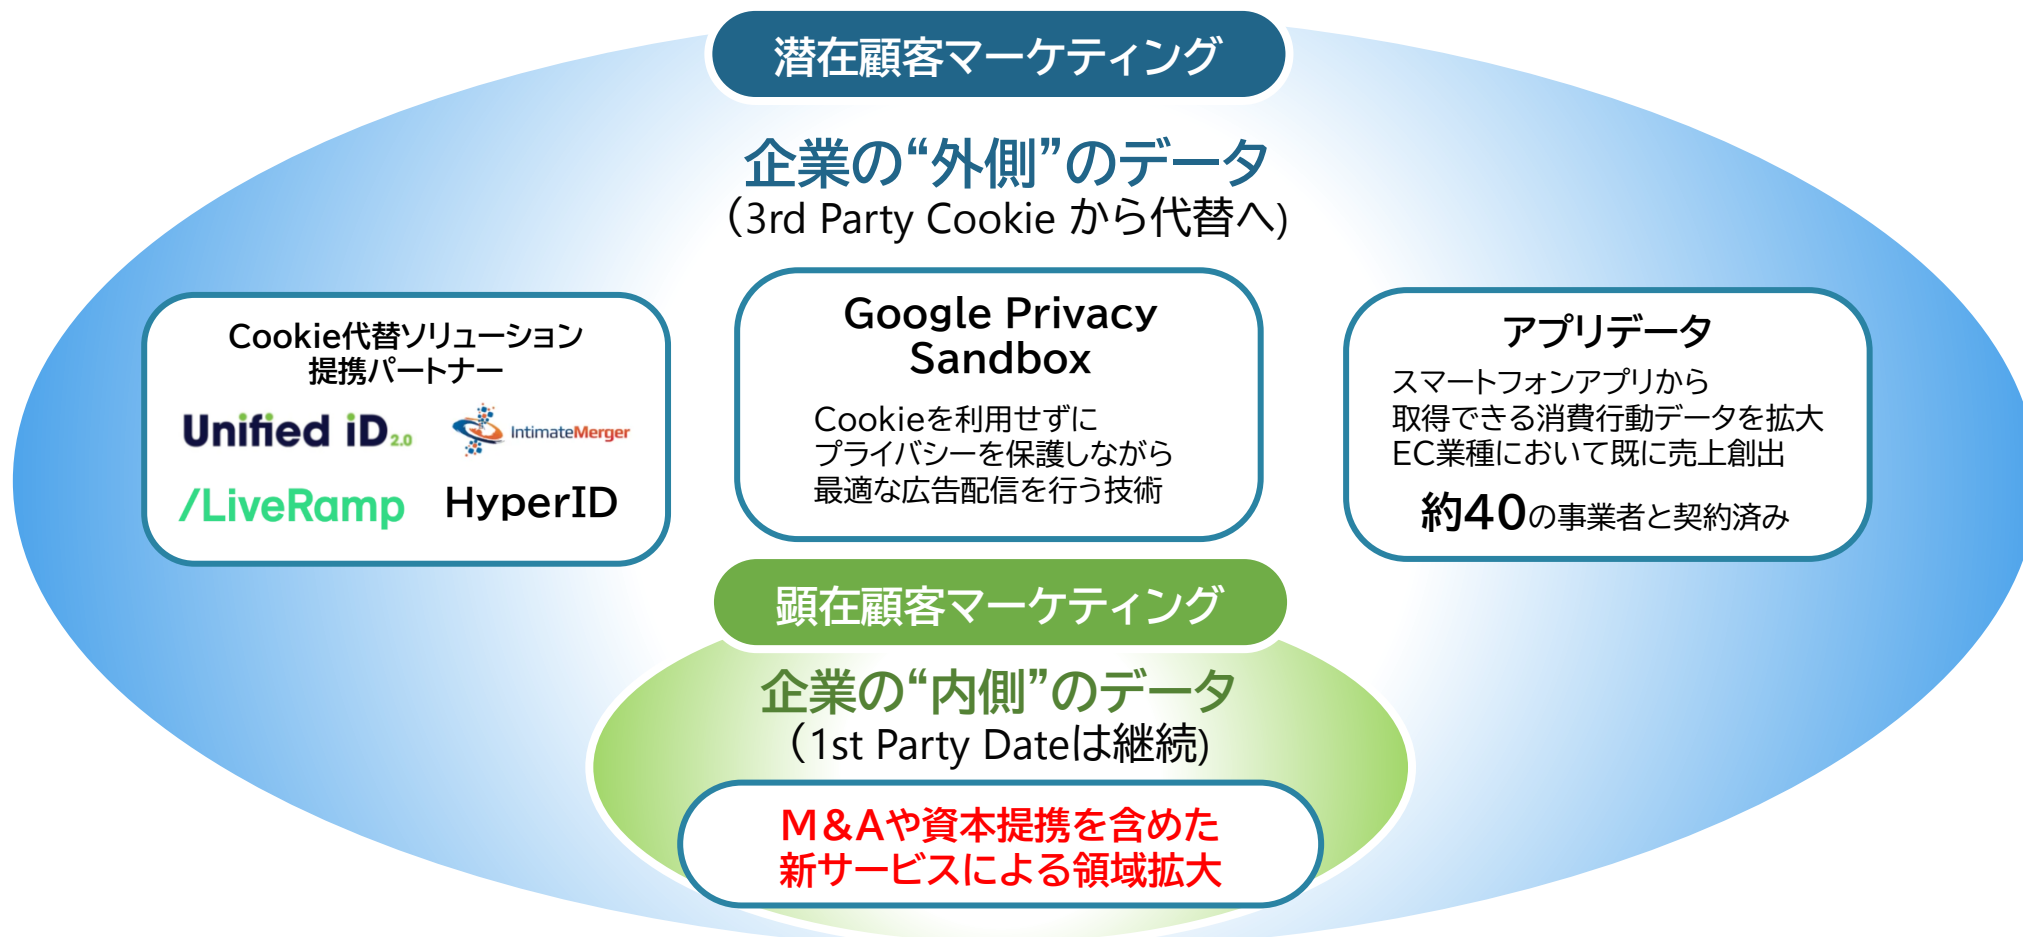 潜在顧客マーケティング
企業の“外側”のデータ
（3rd Party Cookie から代替へ)
Cookie代替ソリューション
提携パートナー
Unified iD 2.0
IntimateMerger
/LiveRamp
HyperID
Google Privacy
Sandbox
Cookieを利用せずに
プライバシーを保護しながら
最適な広告配信を行う技術
アプリデータ
スマートフォンアプリから
取得できる消費行動データを拡大
EC業種において既に売上創出
約40の事業者と契約済み
顕在顧客マーケティング
企業の“内側”のデータ
（1st Party Dateは継続)
M&Aや資本提携を含めた
新サービスによる領域拡大